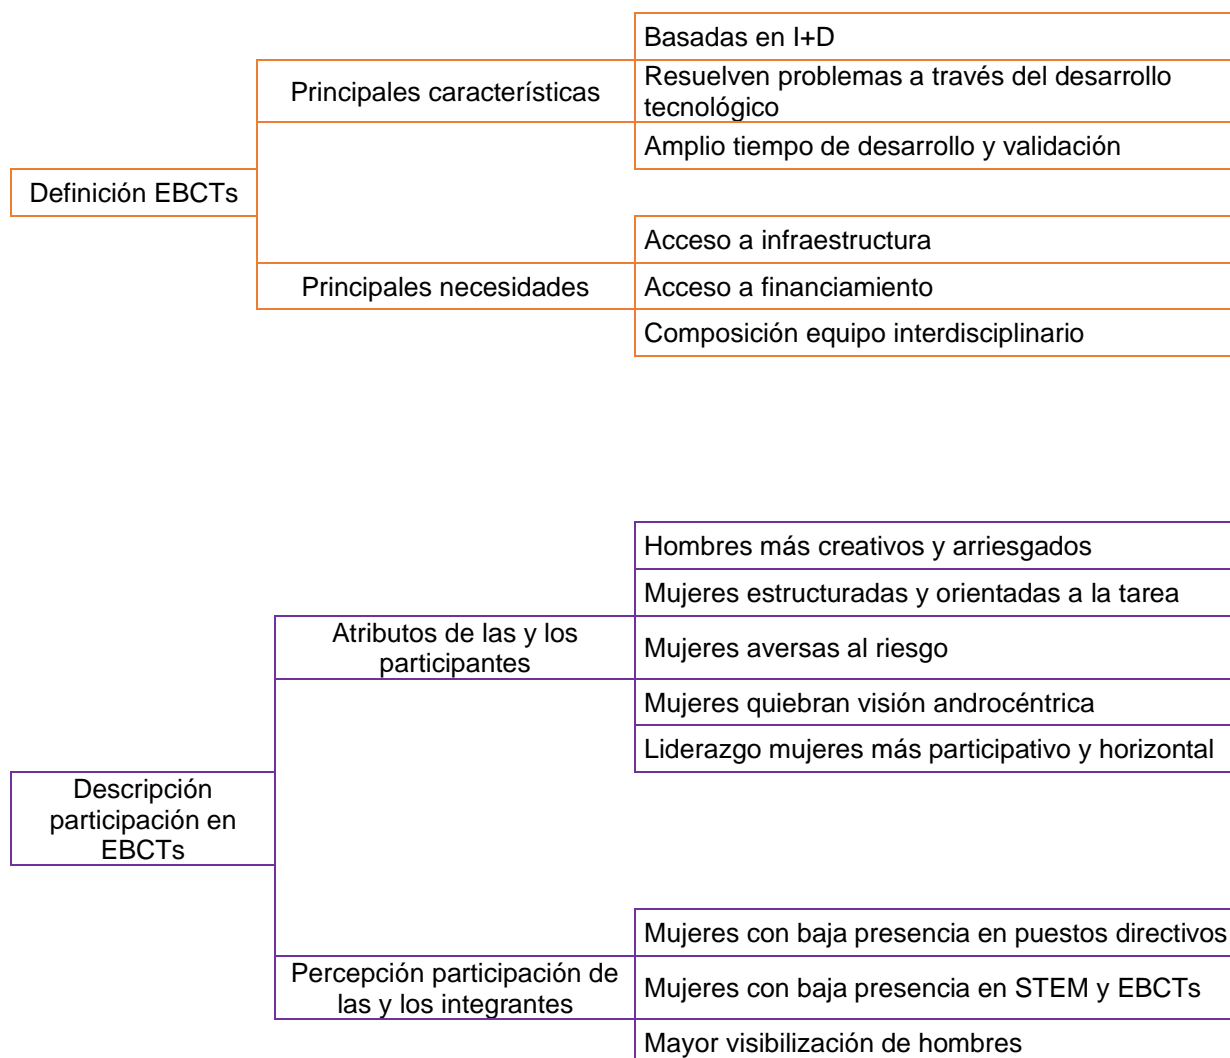 Definición EBCTs
Principales características
Basadas en I+D
Resuelven problemas a través del desarrollo
tecnológico
Amplio tiempo de desarrollo y validación
Principales necesidades
Acceso a infraestructura
Acceso a financiamiento
Composición equipo interdisciplinario
Descripción
participación en
EBCTs
Atributos de las y los
participantes
Hombres más creativos y arriesgados
Mujeres estructuradas y orientadas a la tarea
Mujeres aversas al riesgo
Mujeres quiebran visión androcéntrica
Liderazgo mujeres más participativo y horizontal
Percepción participación de
las y los integrantes
Mujeres con baja presencia en puestos directivos
Mujeres con baja presencia en STEM y EBCTs
Mayor visibilización de hombres